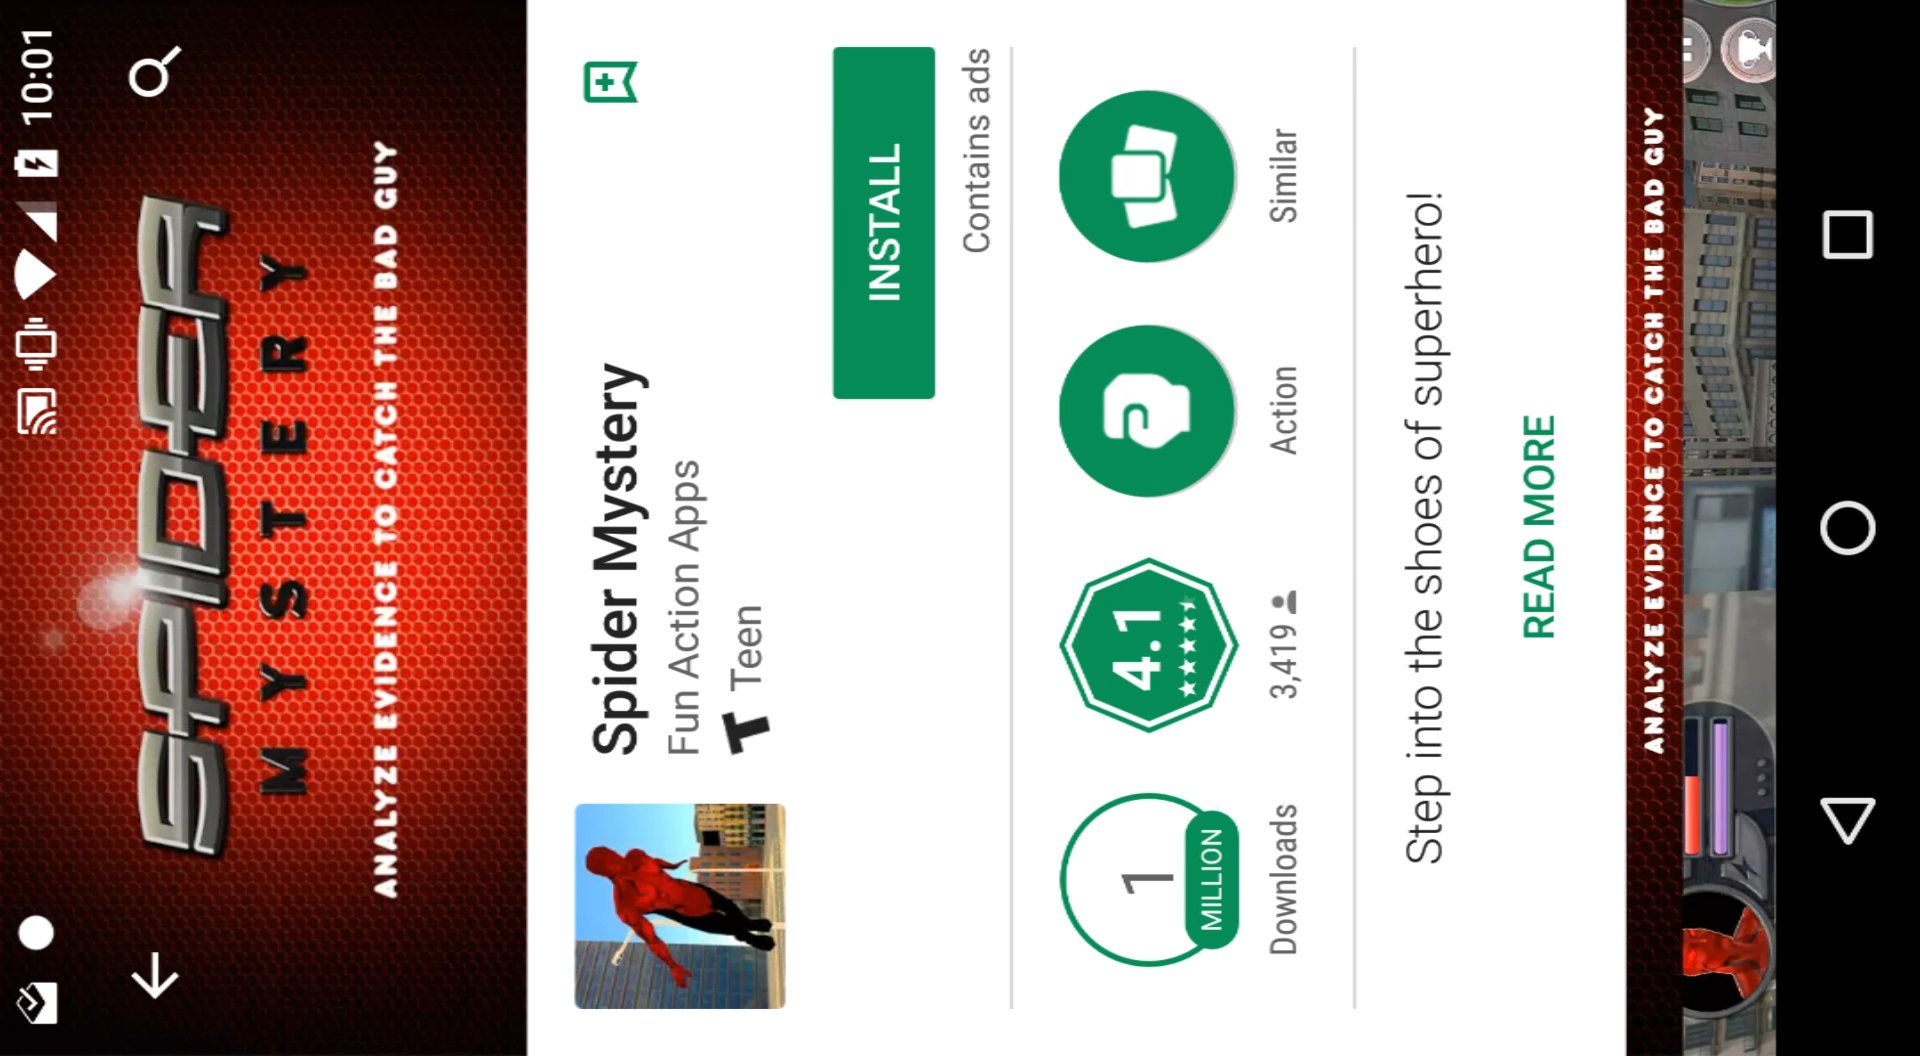 10:01
SPIDER
MYSTERY
ANALYZE EVIDENCE TO CATCH THE BAD GUY
Spider Mystery
Fun Action Apps
T Teen
INSTALL
Contains ads
1
MILLION
Downloads
4.1
3,419
Action
Similar
Step into the shoes of superhero!
READ MORE
ANALYZE EVIDENCE TO CATCH THE BAD GUY